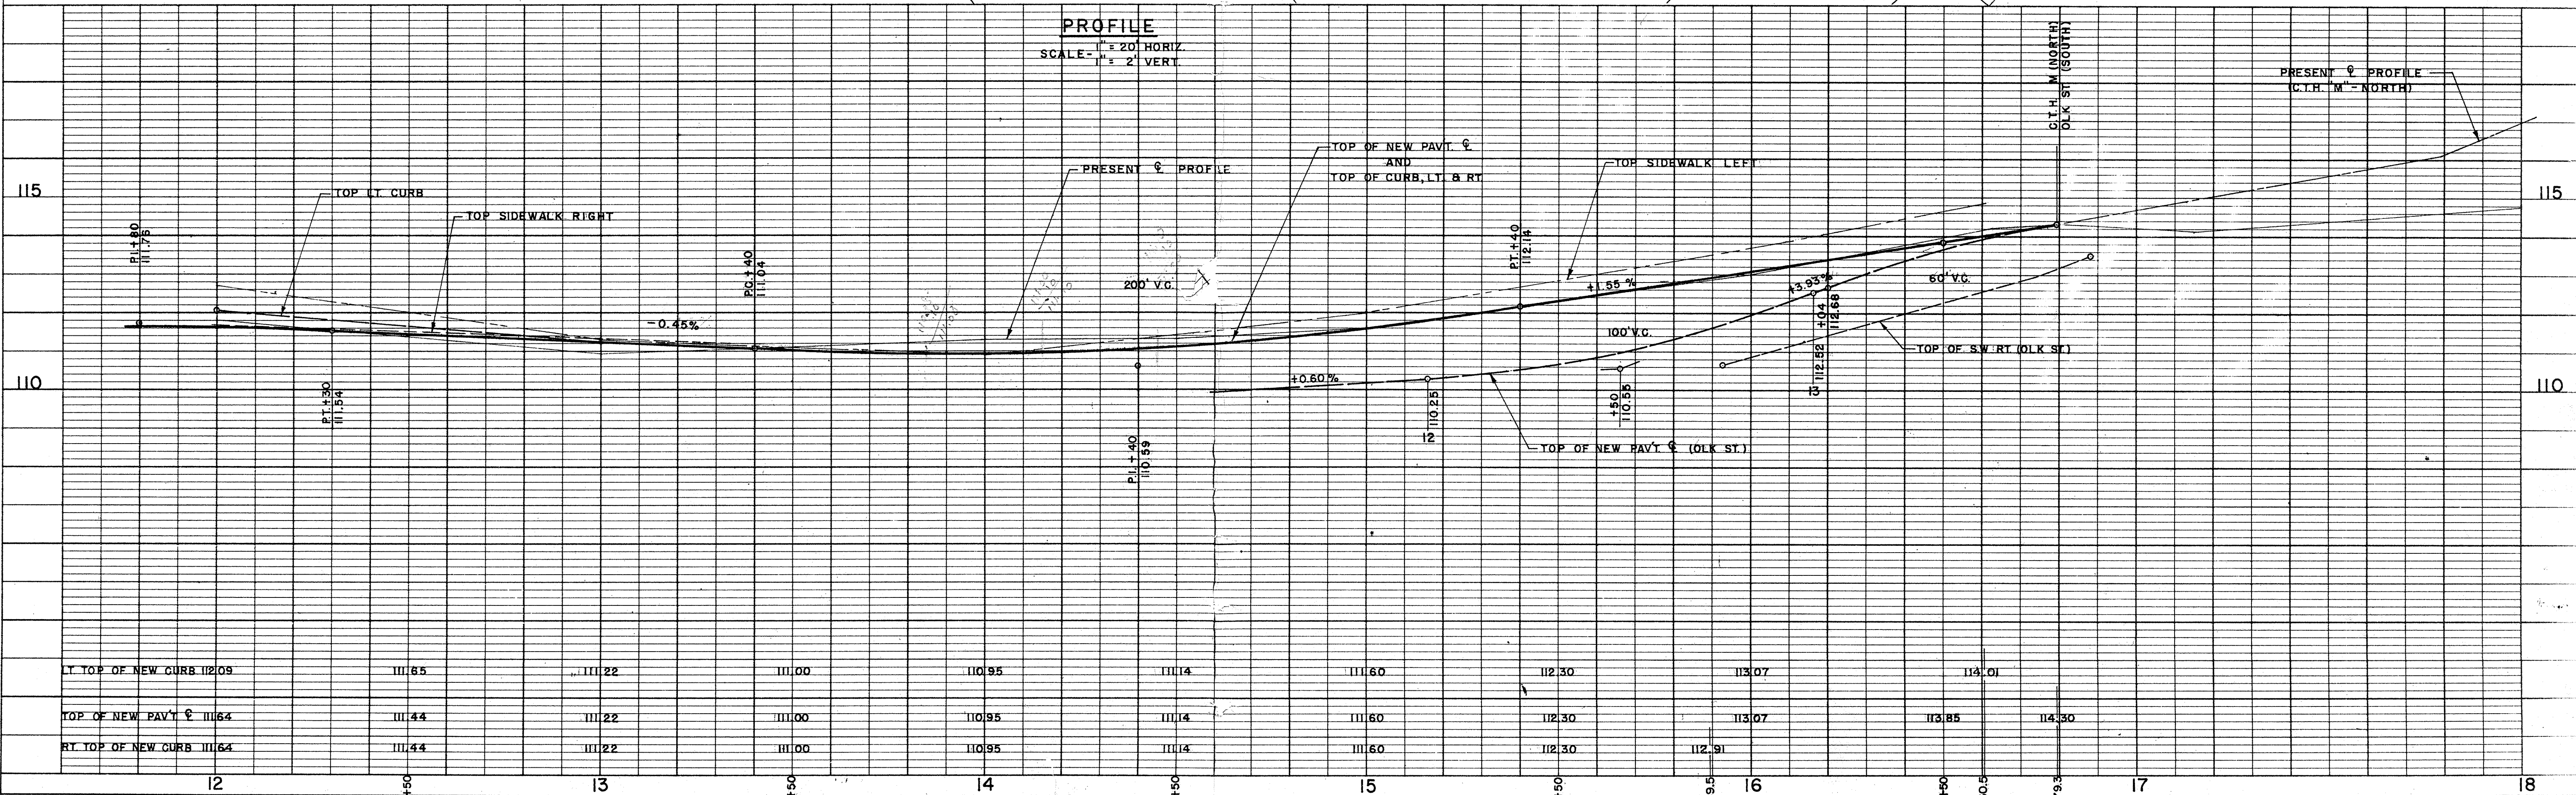 PROFILE
SCALE- 1" = 20' HORIZ.
1" = 2' VERT.
C.T.H. M (NORTH)
OLK ST. (SOUTH)
PRESENT ℄ PROFILE
(C.T.H. "M" - NORTH)
TOP OF NEW PAV'T. ℄
AND
TOP OF CURB, LT. & RT.
TOP SIDEWALK LEFT
PRESENT ℄ PROFILE
115
TOP LT. CURB
TOP SIDEWALK RIGHT
115
P.I. +80
111.76
P.C. +40
111.04
200' V.C.
P.T. +40
112.14
+1.55 %
+3.93%
60' V.C.
-0.45%
100' V.C.
+04
112.68
TOP OF S.W. RT. (OLK ST.)
110
+0.60%
110
P.T. +30
111.54
110.25
12
+50
110.55
112.52
13
P.I. +40
110.59
TOP OF NEW PAV'T. ℄ (OLK ST.)
LT. TOP OF NEW CURB 112.09 111.65 111.22 111.00 110.95 111.14 111.60 112.30 113.07 114.01
TOP OF NEW PAV'T ℄ 111.64 111.44 111.22 111.00 110.95 111.14 111.60 112.30 113.07 113.85 114.30
RT. TOP OF NEW CURB 111.64 111.44 111.22 111.00 110.95 111.14 111.60 112.30 112.91
12 +50 13 +50 14 +50 15 +50 16 +50 17 18